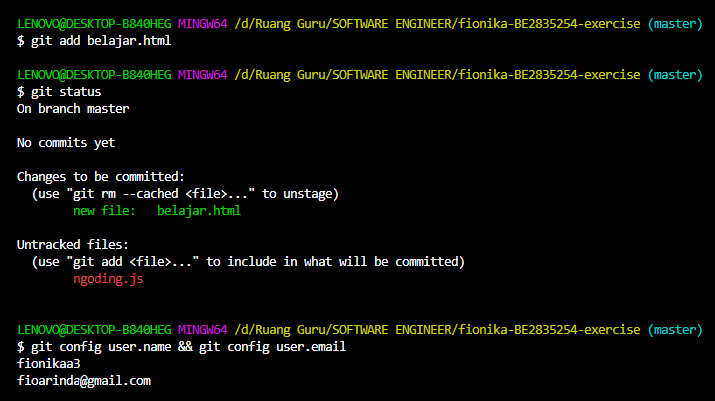 LENOVO@DESKTOP-B840HEG MINGW64 /d/Ruang Guru/SOFTWARE ENGINEER/fionika-BE2835254-exercise (master)
$ git add belajar.html
LENOVO@DESKTOP-B840HEG MINGW64 /d/Ruang Guru/SOFTWARE ENGINEER/fionika-BE2835254-exercise (master)
$ git status
On branch master
No commits yet
Changes to be committed:
(use "git rm --cached <file>..." to unstage)
new file: belajar.html
Untracked files:
(use "git add <file>..." to include in what will be committed)
ngoding.js
LENOVO@DESKTOP-B840HEG MINGW64 /d/Ruang Guru/SOFTWARE ENGINEER/fionika-BE2835254-exercise (master)
$ git config user.name && git config user.email
fionikaa3
fioarinda@gmail.com